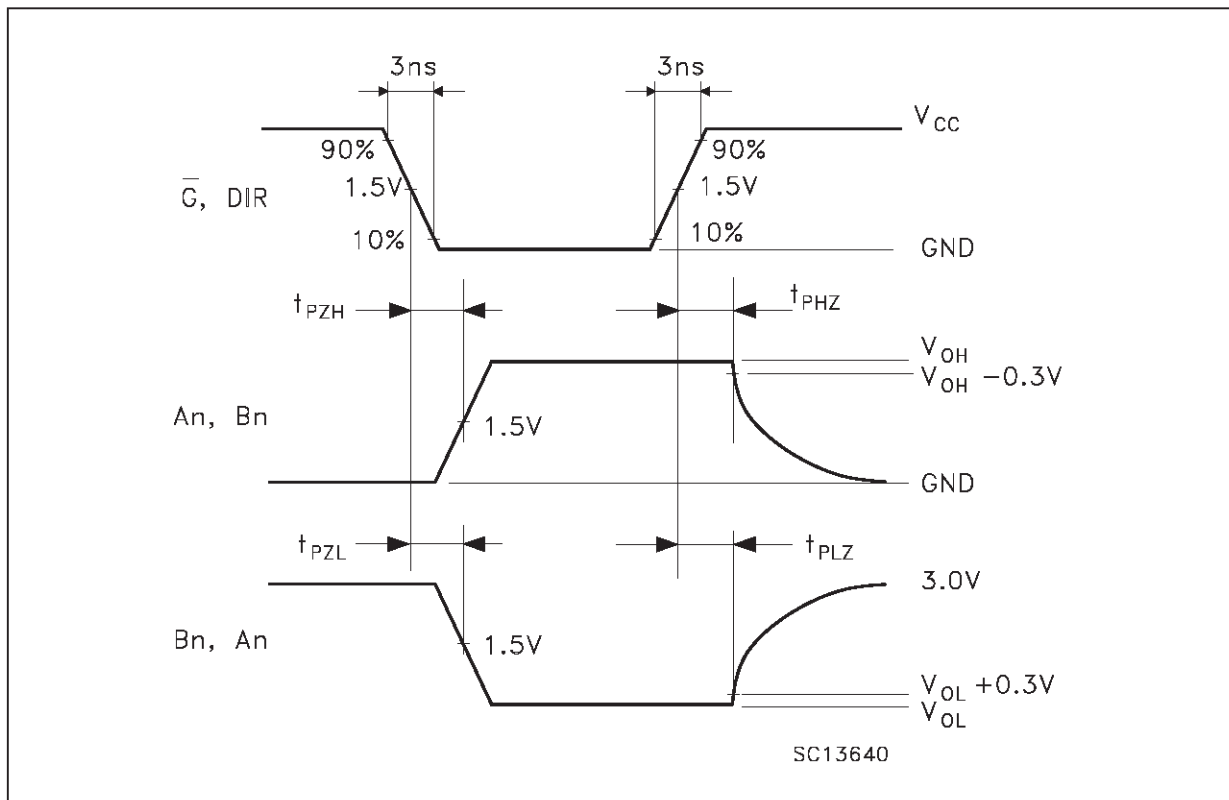 3ns 3ns
V_CC
90% 90%
G̅, DIR 1.5V 1.5V
10% 10%
GND
t_PZH t_PHZ
V_OH
V_OH -0.3V
An, Bn 1.5V
GND
t_PZL t_PLZ
3.0V
Bn, An 1.5V
V_OL +0.3V
V_OL
SC13640